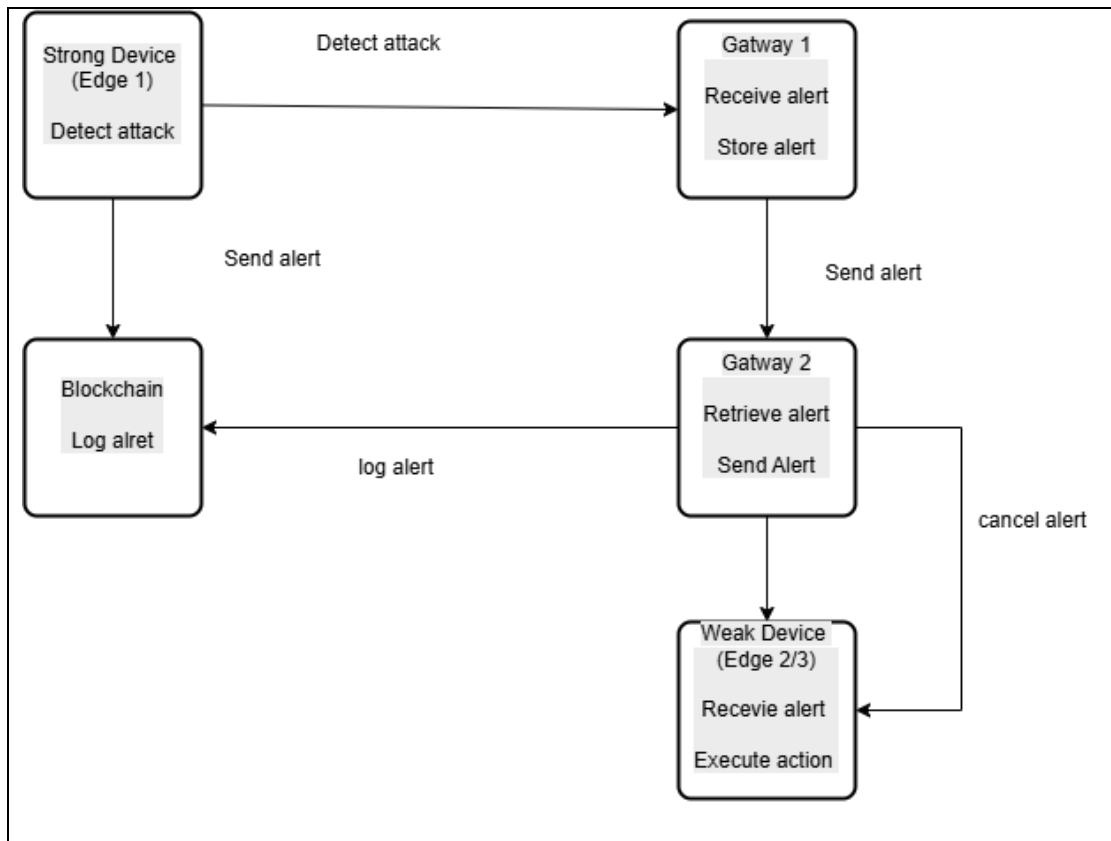 Strong Device
(Edge 1)
Detect attack
Detect attack
Gatway 1
Receive alert
Store alert
Send alert
Send alert
Blockchain
Log alret
log alert
Gatway 2
Retrieve alert
Send Alert
cancel alert
Weak Device
(Edge 2/3)
Recevie alert
Execute action